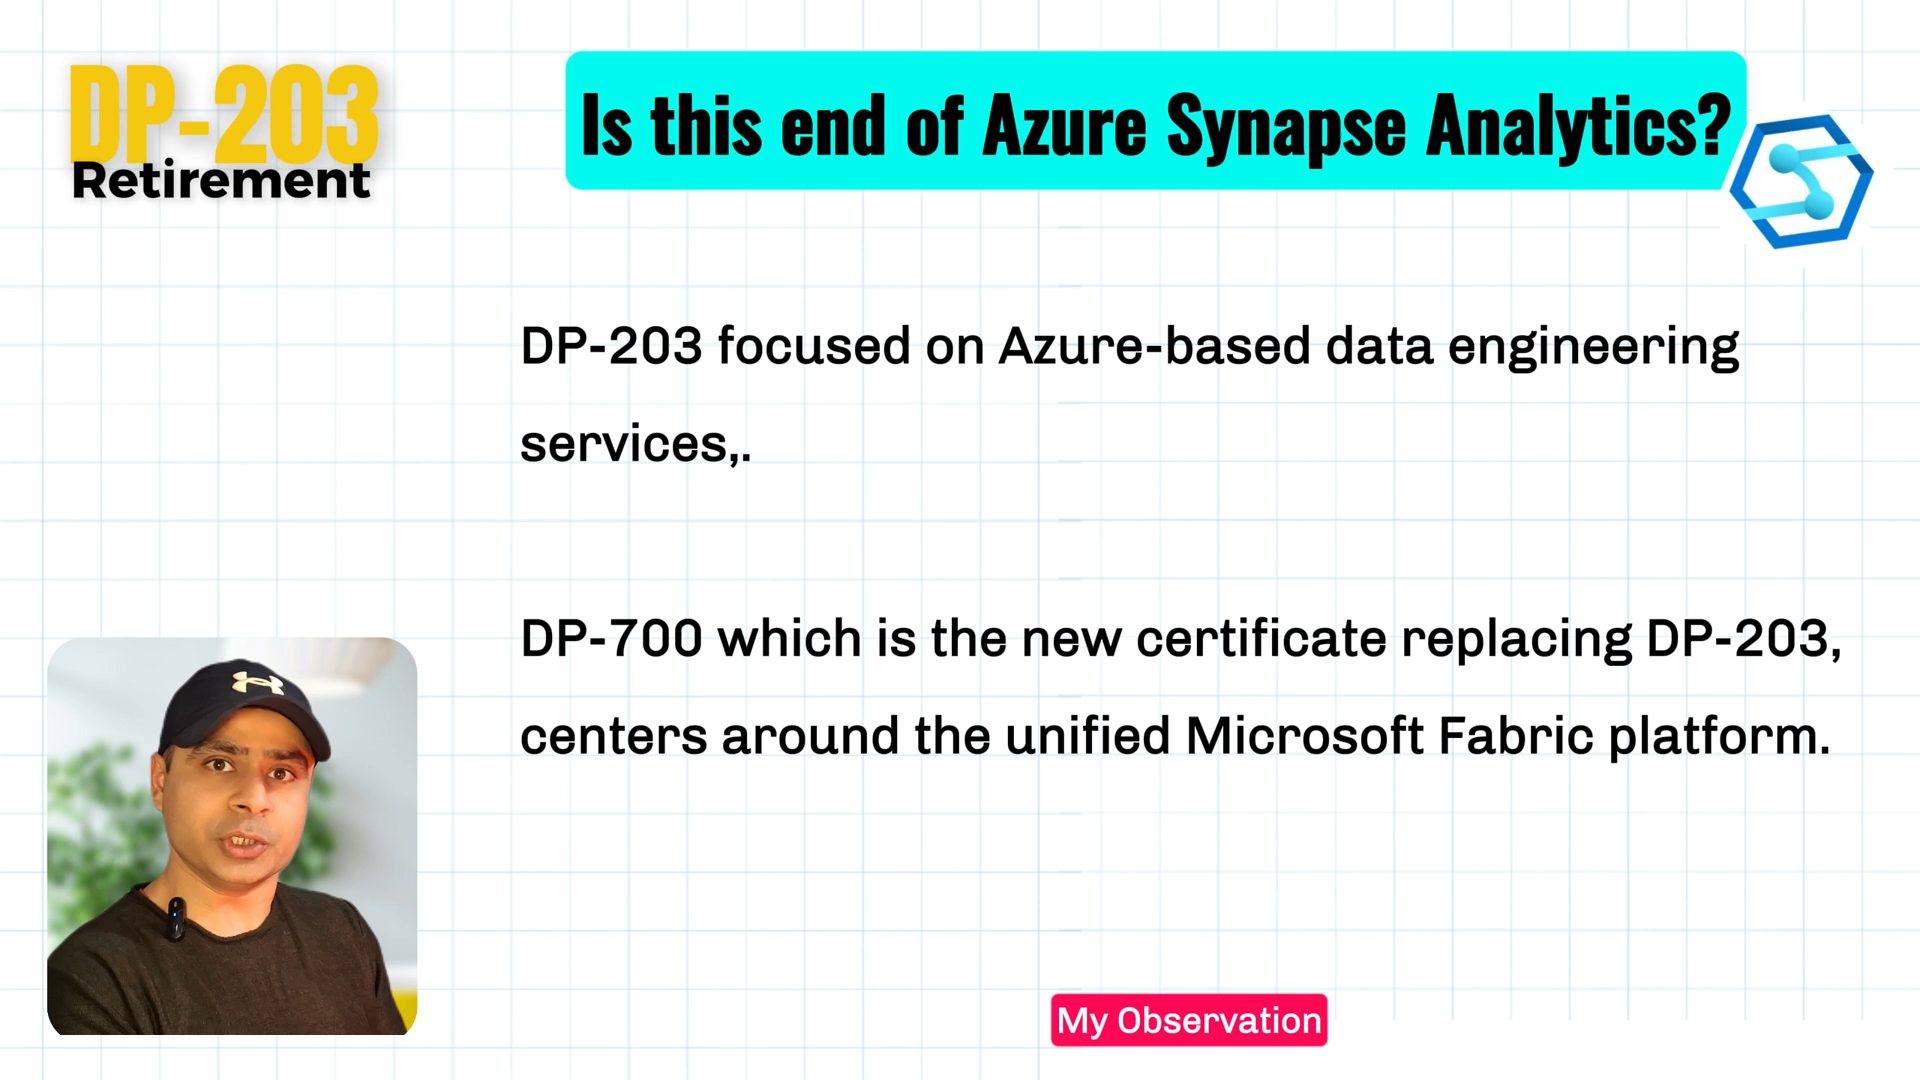 DP-203
Retirement
Is this end of Azure Synapse Analytics?
DP-203 focused on Azure-based data engineering
services,.
DP-700 which is the new certificate replacing DP-203,
centers around the unified Microsoft Fabric platform.
My Observation